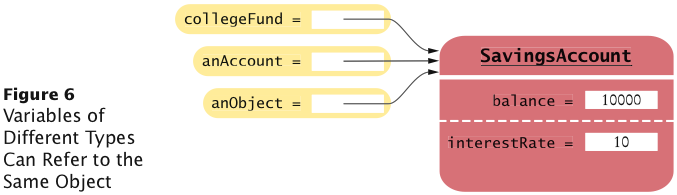 collegeFund =
anAccount =
anObject =
SavingsAccount
balance = 10000
interestRate = 10
Figure 6
Variables of
Different Types
Can Refer to the
Same Object